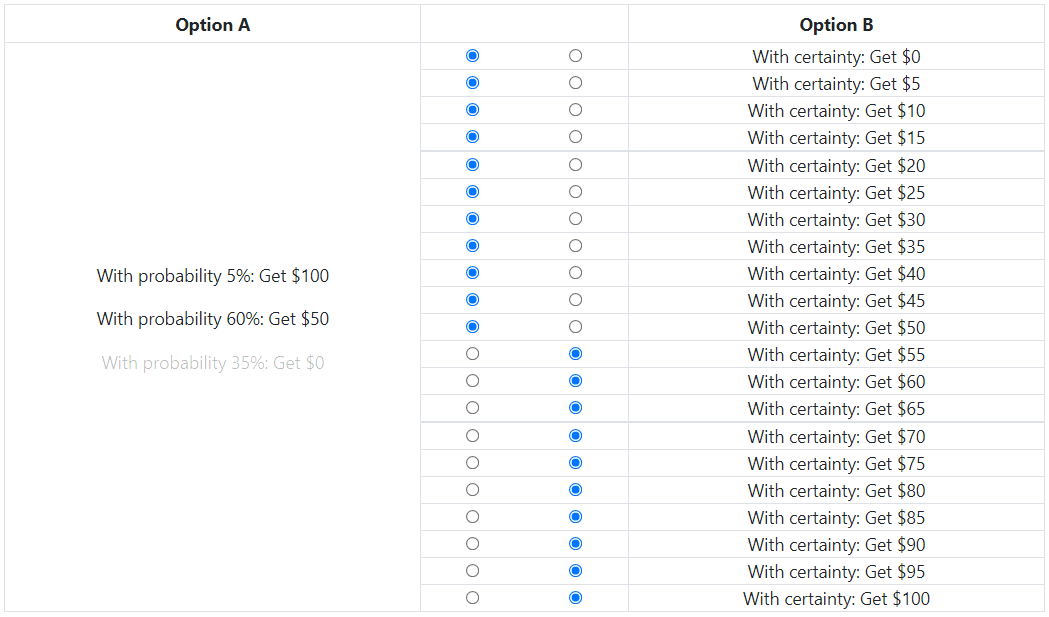 Option A
Option B
With probability 5%: Get $100
With probability 60%: Get $50
With probability 35%: Get $0
With certainty: Get $0
With certainty: Get $5
With certainty: Get $10
With certainty: Get $15
With certainty: Get $20
With certainty: Get $25
With certainty: Get $30
With certainty: Get $35
With certainty: Get $40
With certainty: Get $45
With certainty: Get $50
With certainty: Get $55
With certainty: Get $60
With certainty: Get $65
With certainty: Get $70
With certainty: Get $75
With certainty: Get $80
With certainty: Get $85
With certainty: Get $90
With certainty: Get $95
With certainty: Get $100